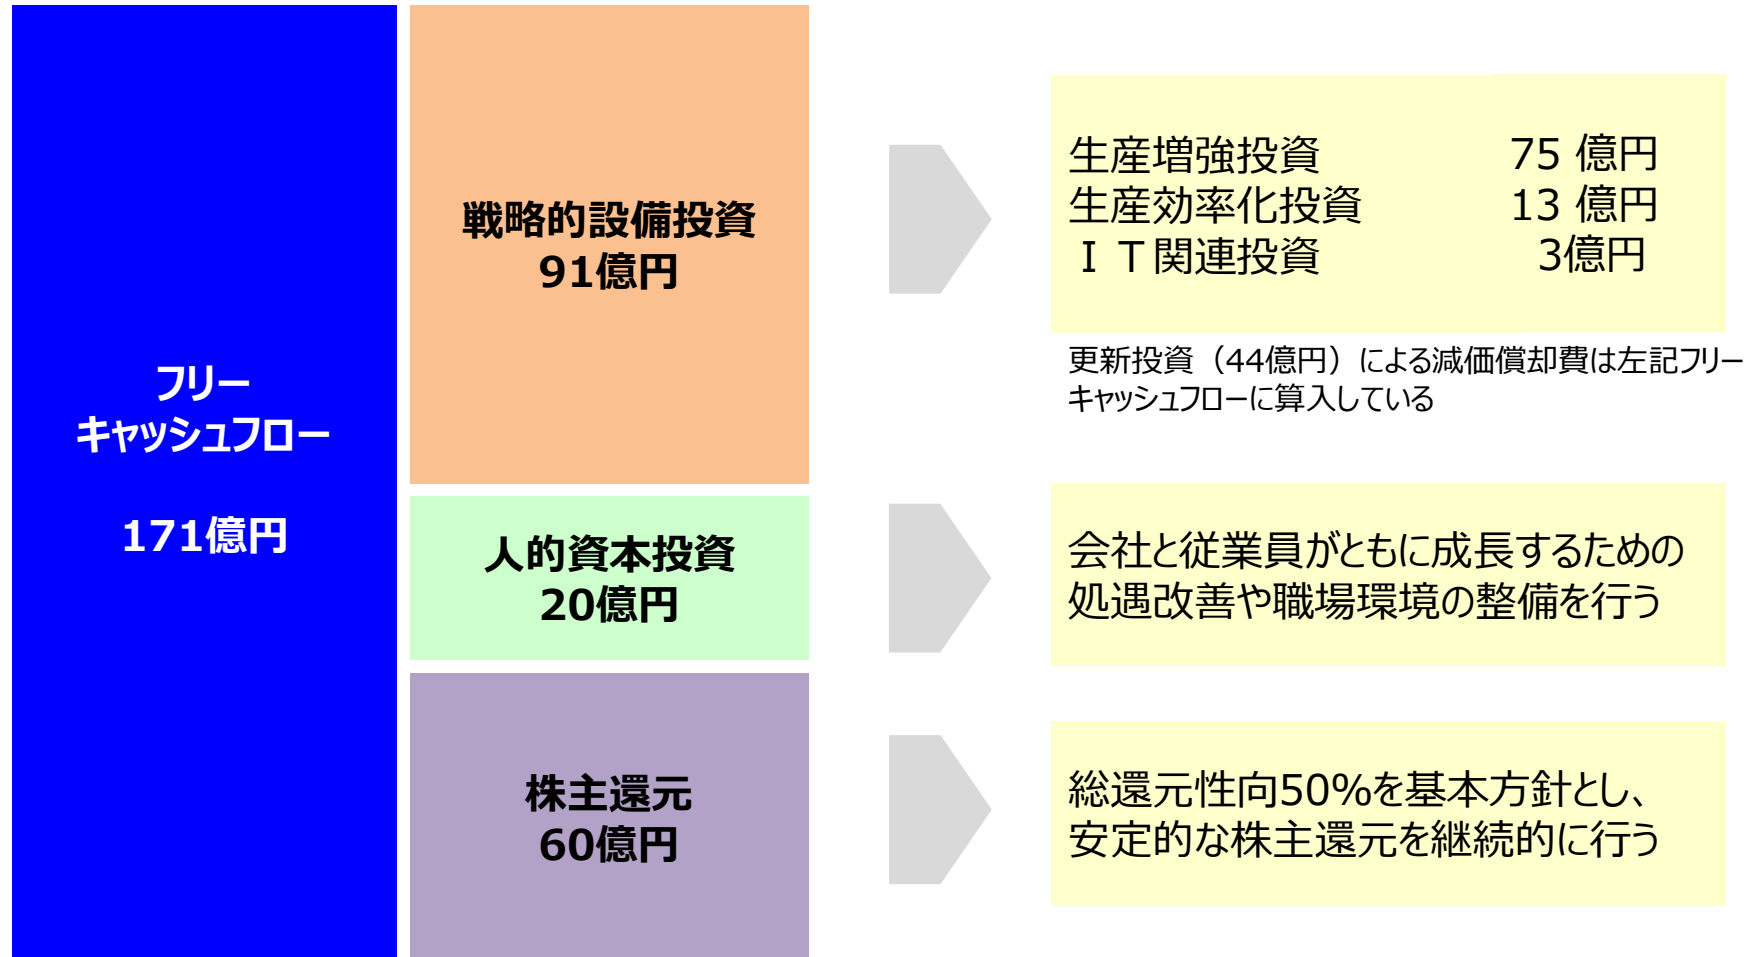 フリー
キャッシュフロー
171億円
戦略的設備投資
91億円
生産増強投資 75 億円
生産効率化投資 13 億円
ＩＴ関連投資 3億円
更新投資（44億円）による減価償却費は左記フリー
キャッシュフローに算入している
人的資本投資
20億円
会社と従業員がともに成長するための
処遇改善や職場環境の整備を行う
株主還元
60億円
総還元性向50%を基本方針とし、
安定的な株主還元を継続的に行う